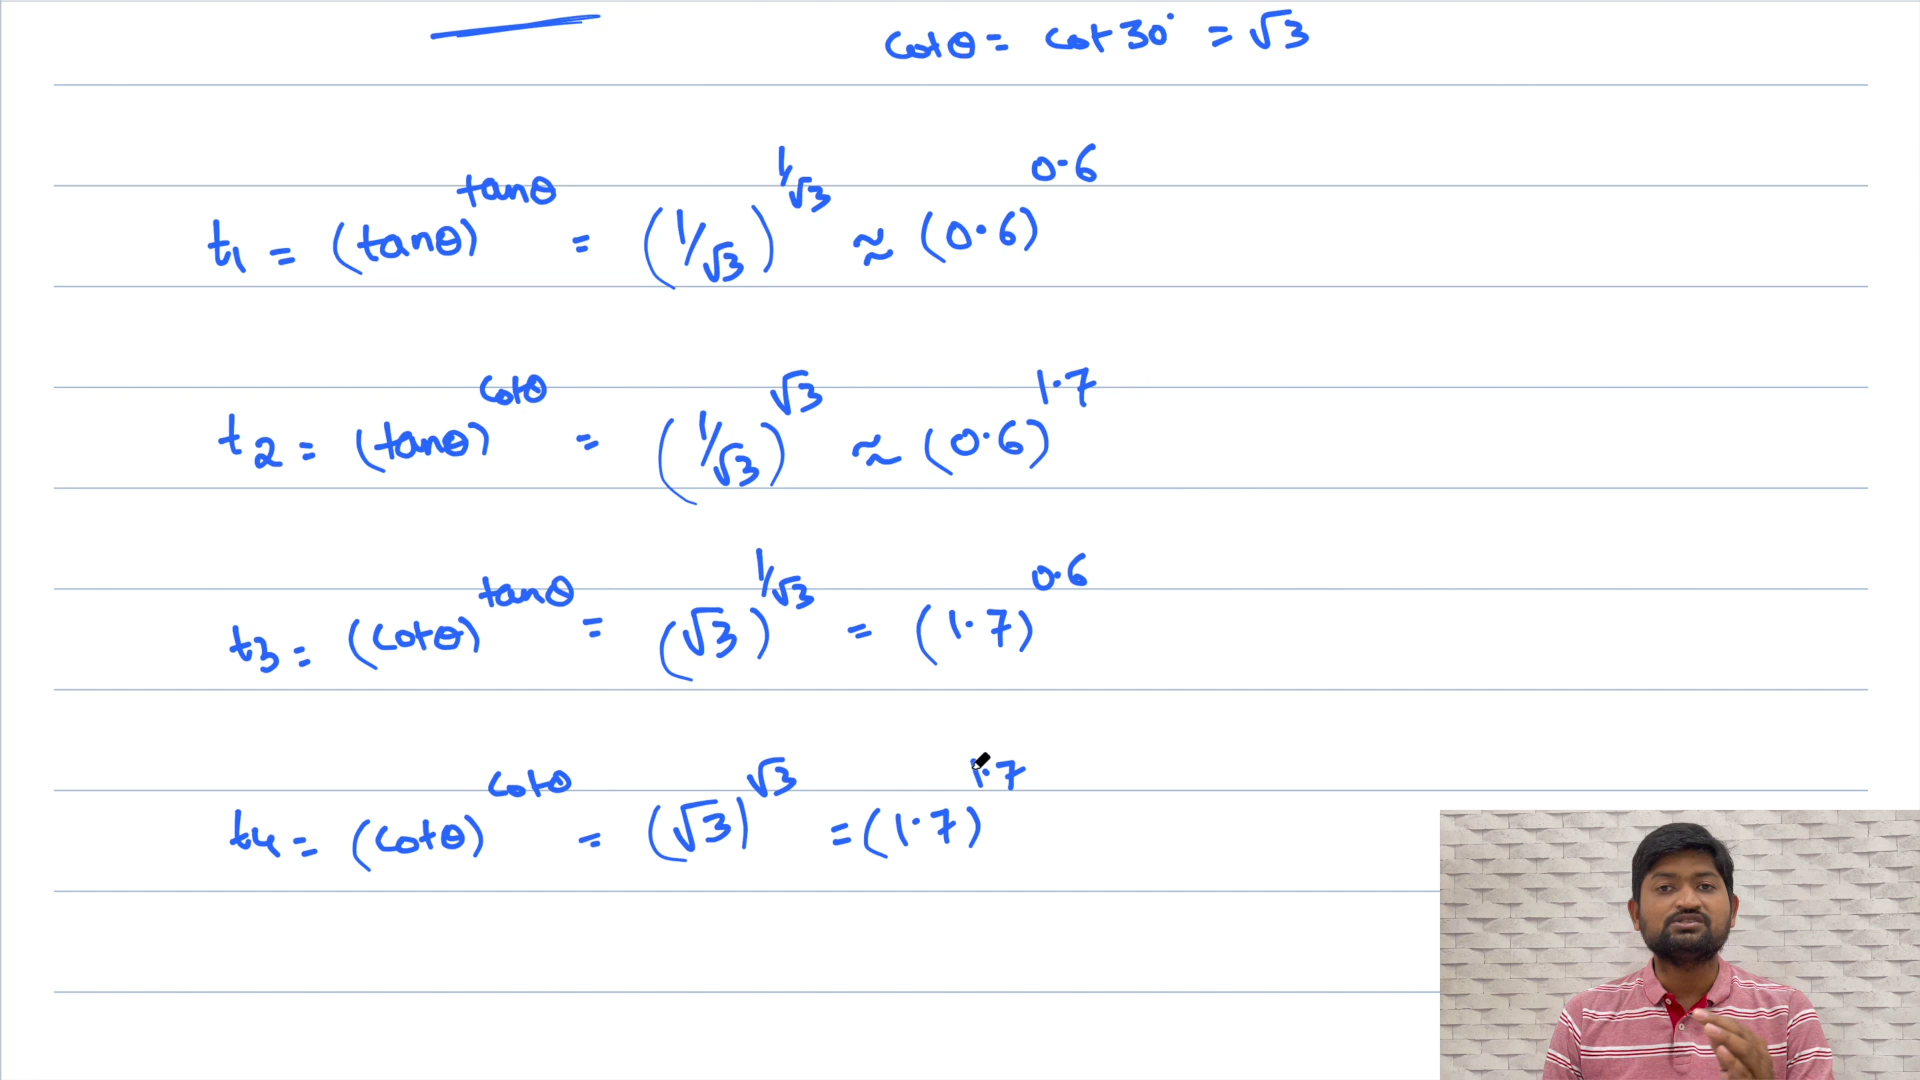 cotθ = cot 30° = √3
t1 = (tanθ)^tanθ = (1/√3)^1/√3 ≈ (0.6)^0.6
t2 = (tanθ)^cotθ = (1/√3)^√3 ≈ (0.6)^1.7
t3 = (cotθ)^tanθ = (√3)^1/√3 = (1.7)^0.6
t4 = (cotθ)^cotθ = (√3)^√3 = (1.7)^1.7